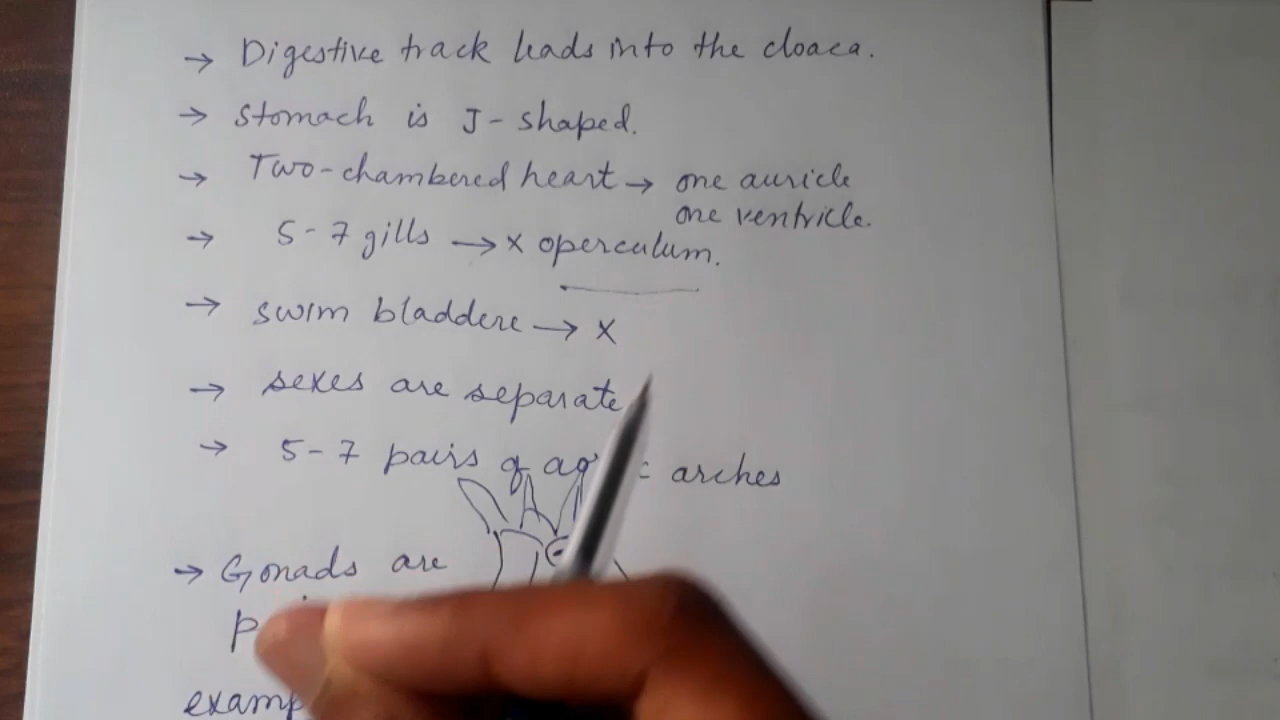 → Digestive track leads into the cloaca.
→ Stomach is J-shaped.
→ Two-chambered heart → one auricle
one ventricle.
→ 5-7 gills → x operculum.
→ swim bladdere → x
→ sexes are separate
→ 5-7 pairs of arches
→ Gonads are